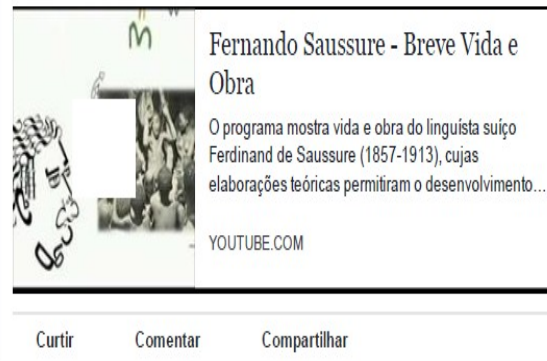 Fernando Saussure - Breve Vida e
Obra
O programa mostra vida e obra do linguista suíço
Ferdinand de Saussure (1857-1913), cujas
elaborações teóricas permitiram o desenvolvimento...
YOUTUBE.COM
Curtir Comentar Compartilhar